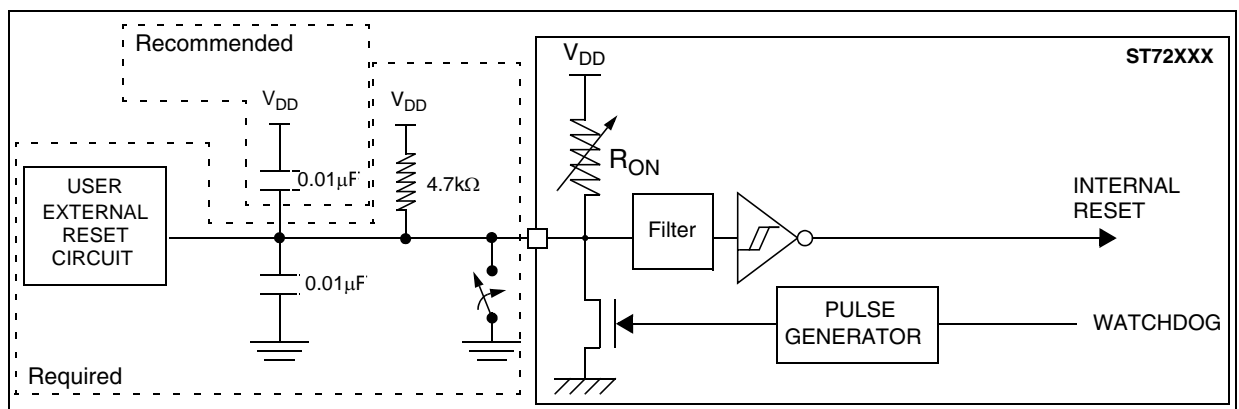 Recommended
VDD
0.01µF
VDD
4.7kΩ
USER
EXTERNAL
RESET
CIRCUIT
0.01µF
Required
ST72XXX
VDD
RON
Filter
INTERNAL
RESET
PULSE
GENERATOR
WATCHDOG